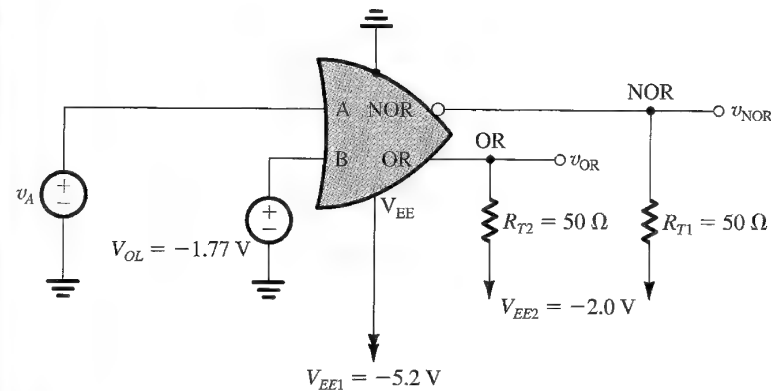 NOR
A NOR
v_NOR
OR
B OR
v_OR
v_A
+
−
+
−
V_EE
V_OL = −1.77 V
R_T2 = 50 Ω
R_T1 = 50 Ω
V_EE2 = −2.0 V
V_EE1 = −5.2 V